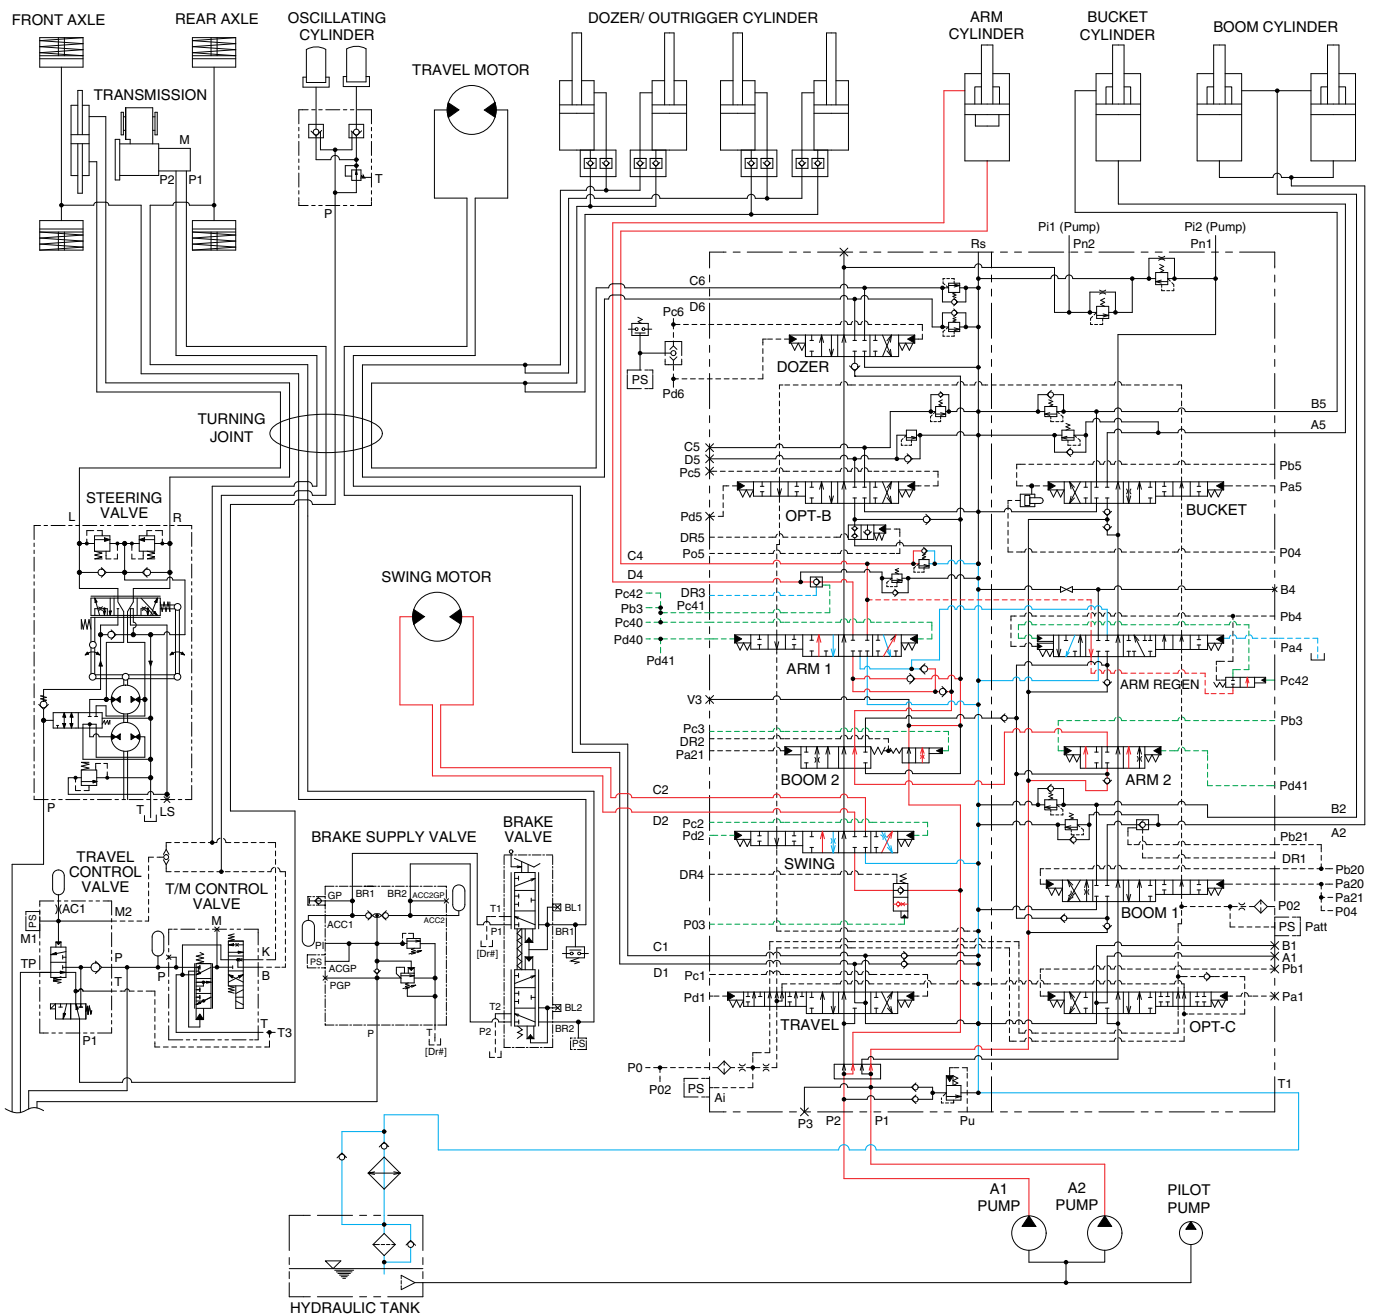 FRONT AXLE
REAR AXLE
OSCILLATING
CYLINDER
DOZER/ OUTRIGGER CYLINDER
ARM
CYLINDER
BUCKET
CYLINDER
BOOM CYLINDER
TRAVEL MOTOR
TRANSMISSION
M
P2 P1
T
P
Pi1 (Pump)
Pn2
Pi2 (Pump)
Pn1
Rs
C6
D6
Pc6
PS
Pd6
DOZER
TURNING
JOINT
B5
A5
C5
D5
Pc5
Pd5
OPT-B
DR5
Po5
Pb5
Pa5
BUCKET
P04
STEERING
VALVE
L
R
SWING MOTOR
C4
D4
Pc42
Pb3
Pc40
Pd40
Pd41
DR3
Pc41
ARM 1
B4
Pb4
Pa4
ARM REGEN
Pc42
V3
Pc3
DR2
Pa21
BOOM 2
Pb3
ARM 2
Pd41
P
T
LS
C2
D2
Pc2
Pd2
SWING
DR4
P03
B2
A2
Pb21
DR1
Pb20
Pa20
Pa21
P04
BOOM 1
P02
PS Patt
TRAVEL
CONTROL
VALVE
T/M CONTROL
VALVE
BRAKE SUPPLY VALVE
BRAKE
VALVE
AC1
M2
PS
M1
TP
P
T
P1
M
P
K
B
T
T3
GP
BR1
BR2
ACC2GP
ACC1
ACC2
PI
PS
ACGP
PGP
P
T
[Dr#]
T1
P1
[Dr#]
BL1
BR1
T2
P2
BL2
BR2
PS
C1
D1
Pc1
Pd1
TRAVEL
B1
A1
Pb1
Pa1
OPT-C
P0
P02
PS
Ai
P3
P2
P1
Pu
T1
A1
PUMP
A2
PUMP
PILOT
PUMP
HYDRAULIC TANK